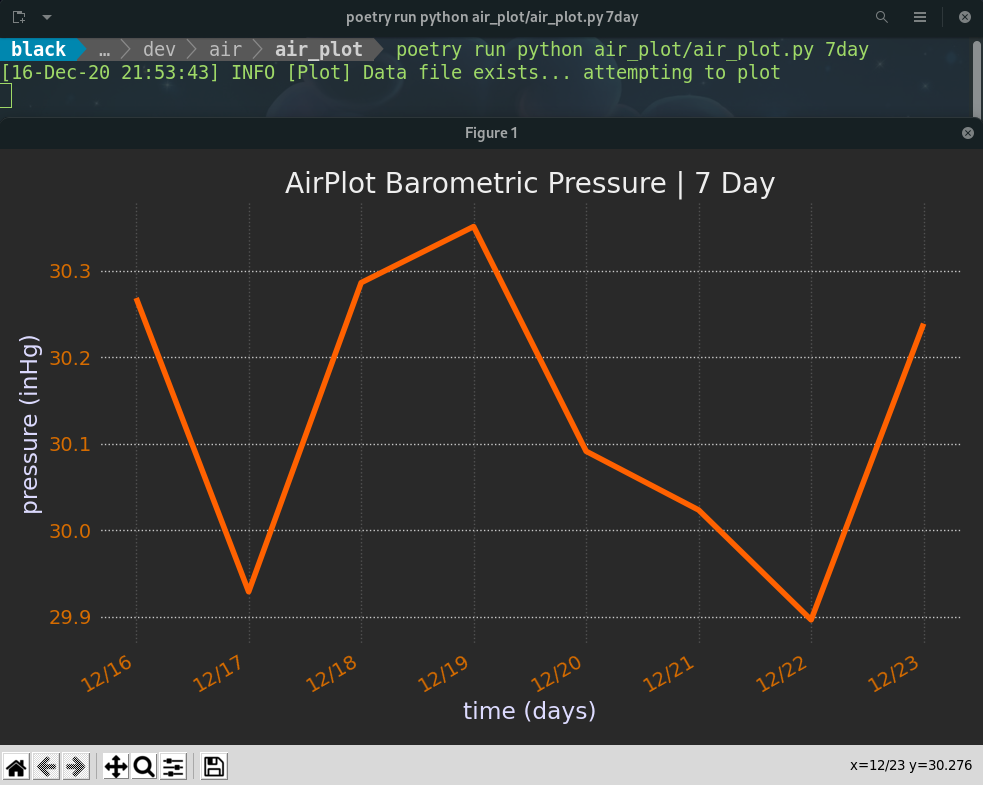 poetry run python air_plot/air_plot.py 7day
black … dev air air_plot poetry run python air_plot/air_plot.py 7day
[16-Dec-20 21:53:43] INFO [Plot] Data file exists... attempting to plot
Figure 1
AirPlot Barometric Pressure | 7 Day
pressure (inHg)
30.3
30.2
30.1
30.0
29.9
12/16 12/17 12/18 12/19 12/20 12/21 12/22 12/23
time (days)
x=12/23 y=30.276